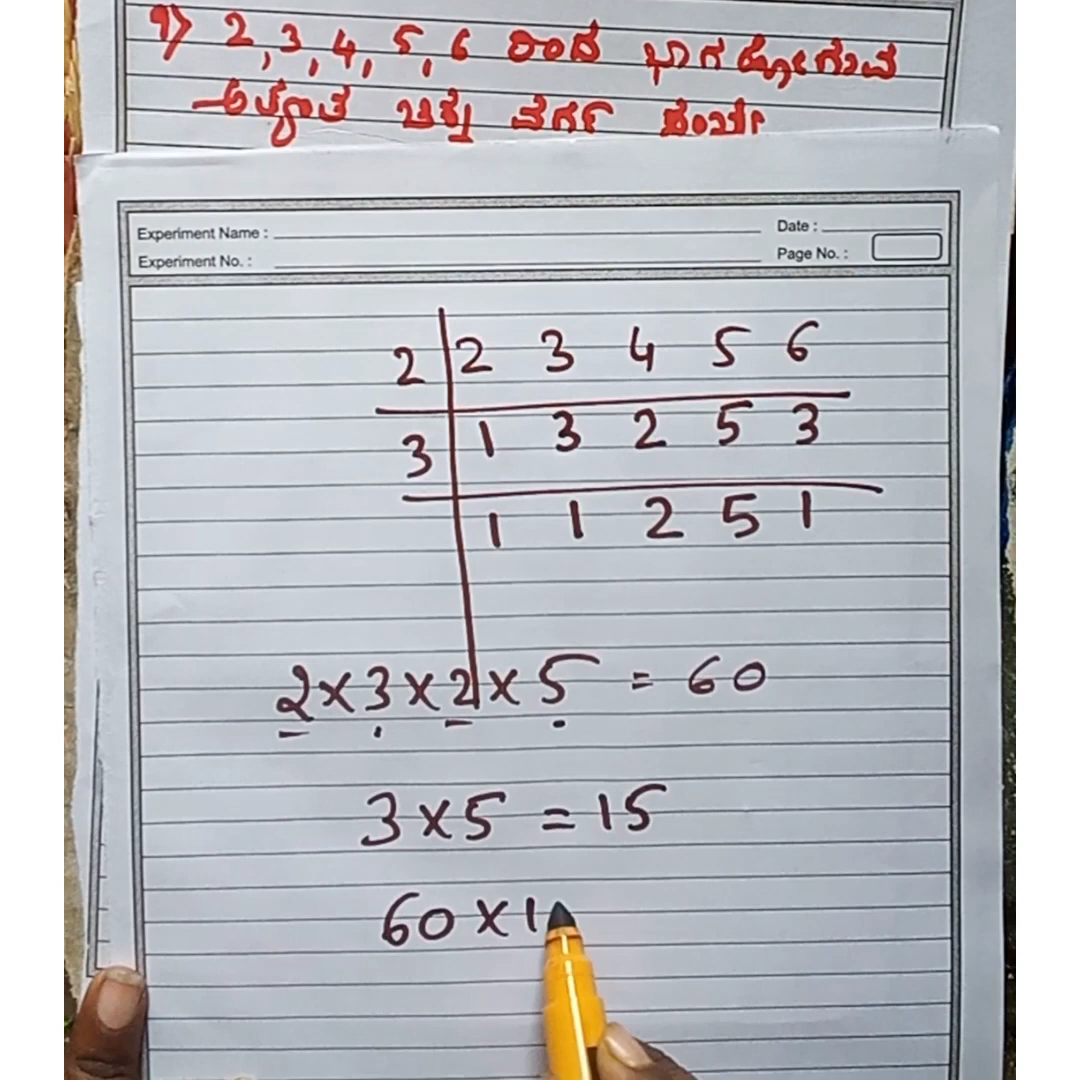 9) 2, 3, 4, 5, 6 ರಿಂದ ಭಾಗ ಹೋಗುವ
ಅತ್ಯಂತ ಚಿಕ್ಕ ವರ್ಗ ಸಂಖ್ಯೆ
Experiment Name :
Date :
Experiment No. :
Page No. :
2 2 3 4 5 6
3 1 3 2 5 3
1 1 2 5 1
2 × 3 × 2 × 5 = 60
3 × 5 = 15
60 × 1